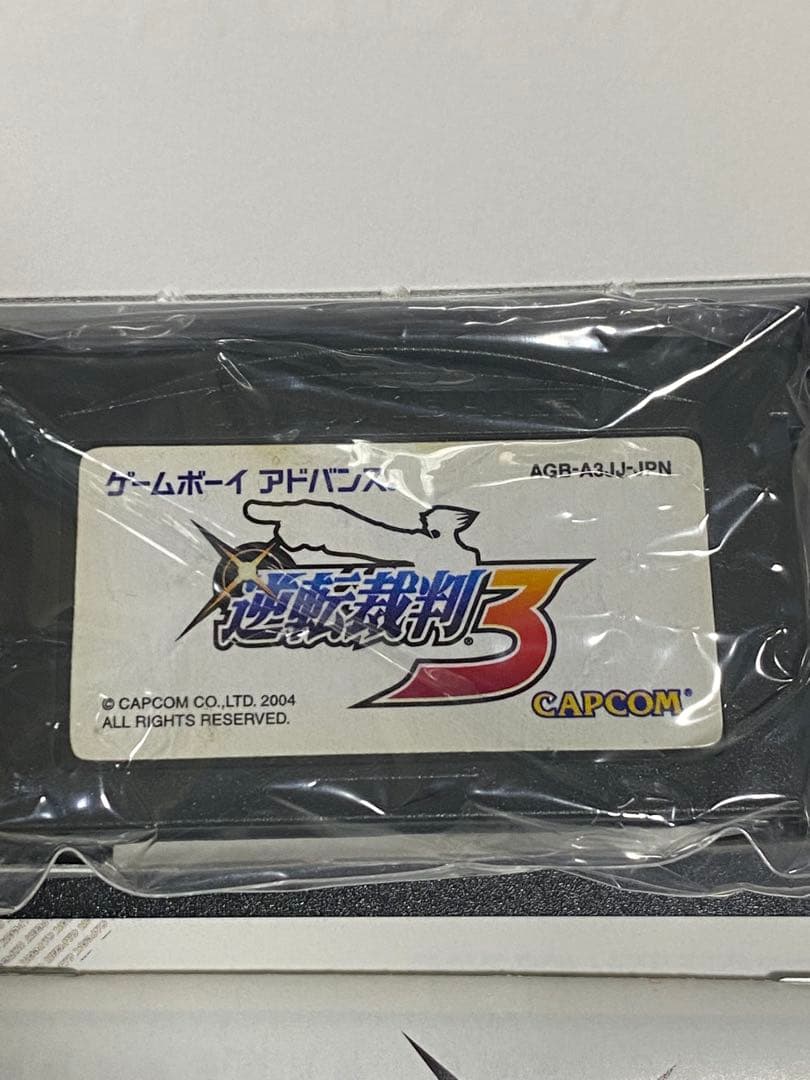 ゲームボーイ アドバンス®
AGB-A3JJ-JPN
逆転裁判®3
© CAPCOM CO.,LTD. 2004
ALL RIGHTS RESERVED.
CAPCOM®